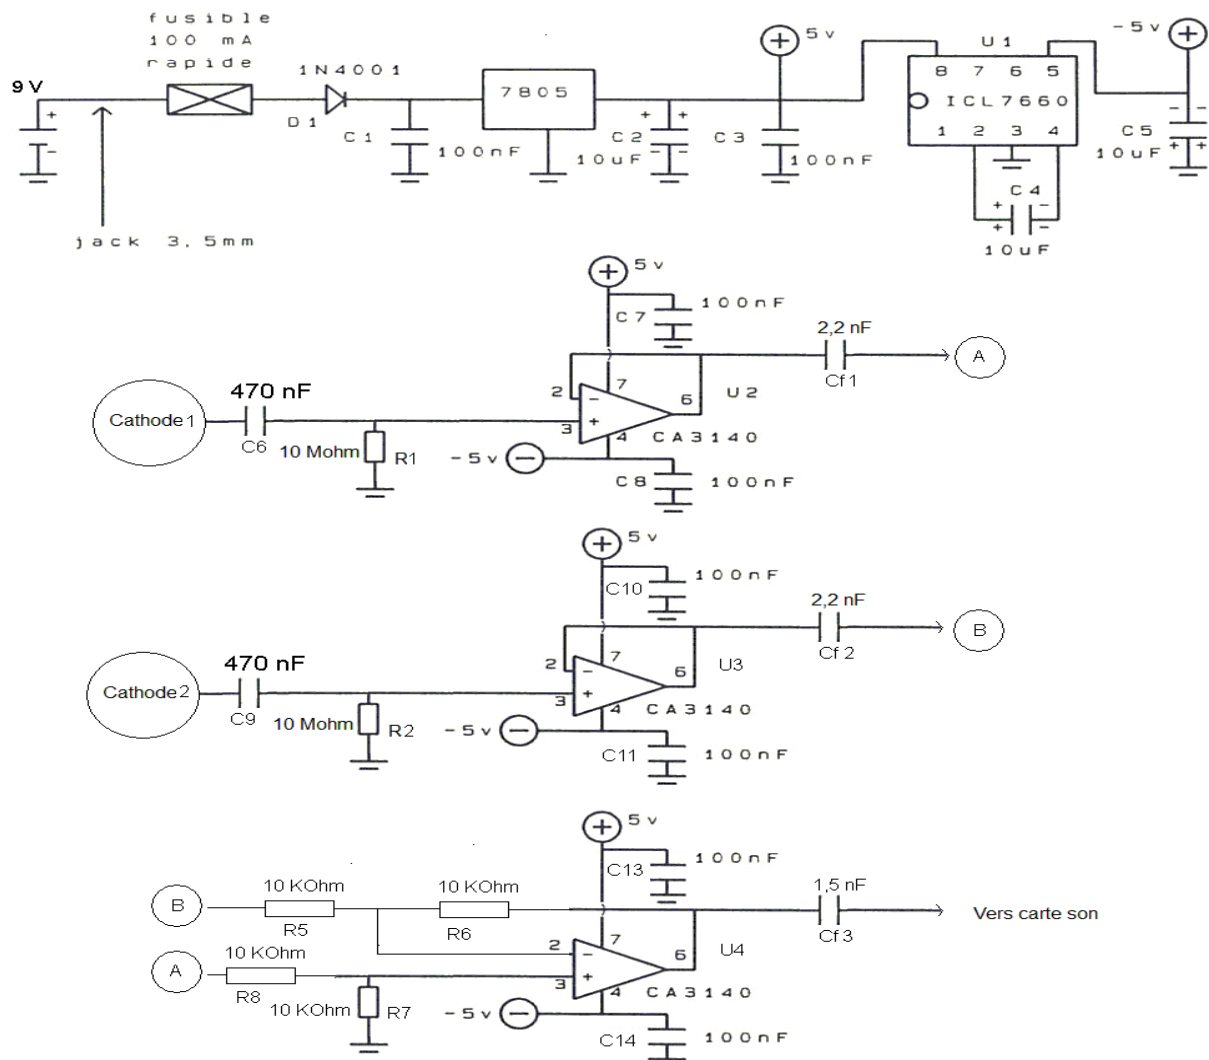 fusible
100 mA
rapide
9 V
+
-
jack 3,5mm
1N4001
D1
C1
100nF
7805
C2
10uF
+ +
- -
C3
100nF
5v
+
U1
8 7 6 5
ICL7660
1 2 3 4
C4
+ -
+ -
10uF
-5v
+
C5
10uF
- -
+ +
5v
+
C7
100nF
2,2 nF
Cf1
A
Cathode1
470 nF
C6
10 Mohm
R1
2
-
7
3
+
4
6
U2
CA3140
-5v
-
C8
100nF
5v
+
C10
100nF
2,2 nF
Cf2
B
Cathode2
470 nF
C9
10 Mohm
R2
2
-
7
3
+
4
6
U3
CA3140
-5v
-
C11
100nF
5v
+
C13
100nF
1,5 nF
Cf3
Vers carte son
B
10 KOhm
R5
10 KOhm
R6
A
10 KOhm
R8
10 KOhm
R7
2
-
7
3
+
4
6
U4
CA3140
-5v
-
C14
100nF